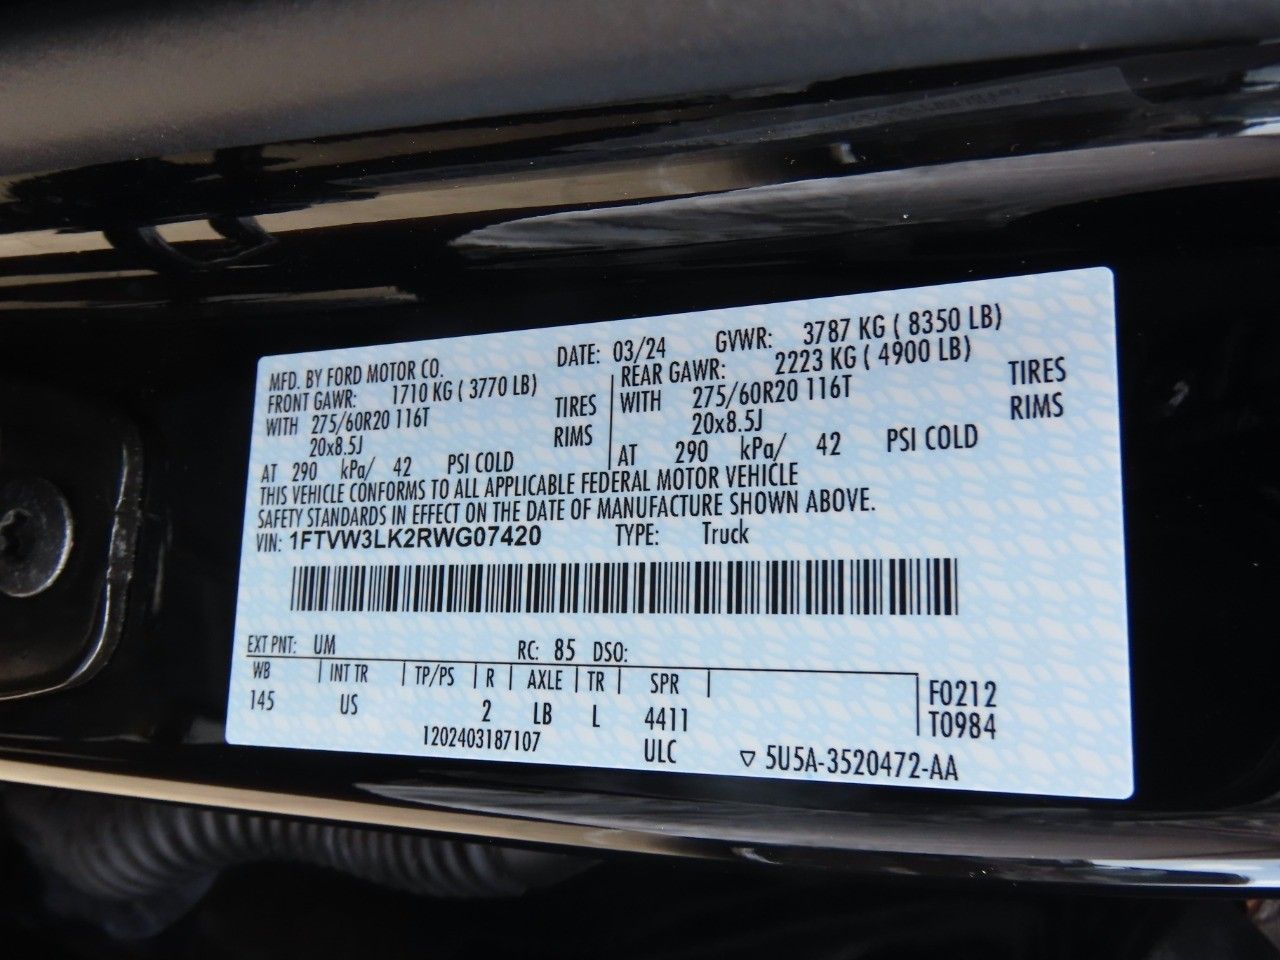 MFD. BY FORD MOTOR CO. DATE: 03/24 GVWR: 3787 KG ( 8350 LB)
FRONT GAWR: 1710 KG ( 3770 LB) REAR GAWR: 2223 KG ( 4900 LB)
WITH 275/60R20 116T TIRES WITH 275/60R20 116T TIRES
20x8.5J RIMS 20x8.5J RIMS
AT 290 kPa/ 42 PSI COLD AT 290 kPa/ 42 PSI COLD
THIS VEHICLE CONFORMS TO ALL APPLICABLE FEDERAL MOTOR VEHICLE
SAFETY STANDARDS IN EFFECT ON THE DATE OF MANUFACTURE SHOWN ABOVE.
VIN: 1FTVW3LK2RWG07420 TYPE: Truck
EXT PNT: UM RC: 85 DSO:
WB INT TR TP/PS R AXLE TR SPR F0212
145 US 2 LB L 4411 T0984
1202403187107 ULC 5U5A-3520472-AA